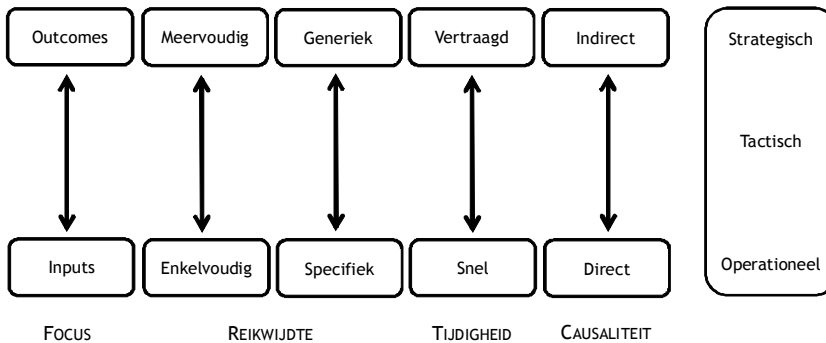 Outcomes Meervoudig Generiek Vertraagd Indirect Strategisch
Tactisch
Inputs Enkelvoudig Specifiek Snel Direct Operationeel
FOCUS REIKWIJDTE TIJDIGHEID CAUSALITEIT